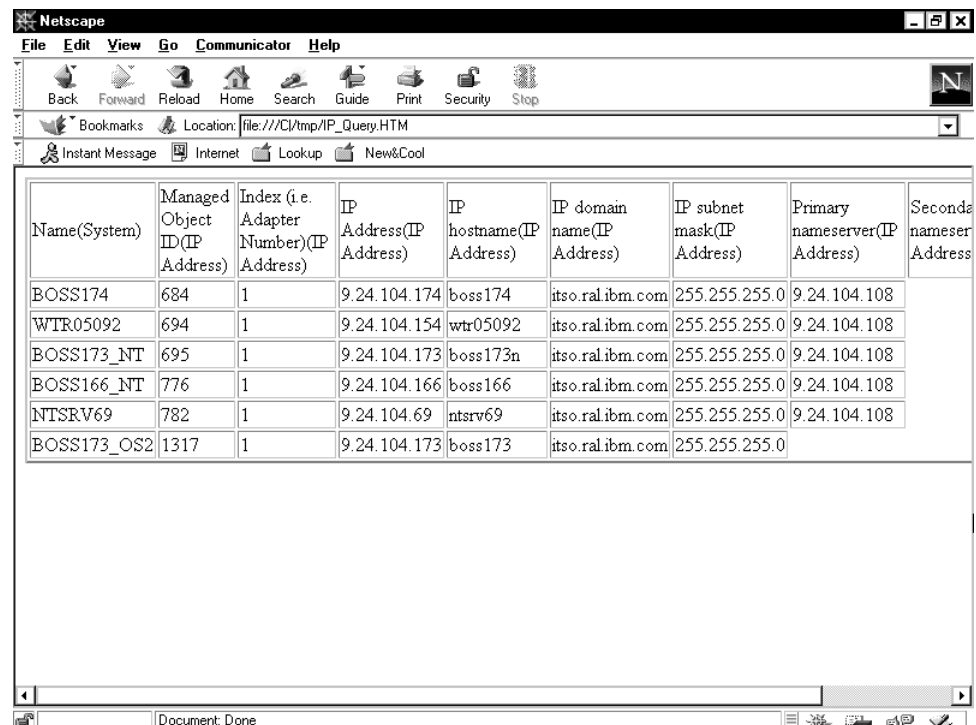 Netscape
File Edit View Go Communicator Help
Back Forward Reload Home Search Guide Print Security Stop
N
Bookmarks Location: file:///C|/tmp/IP_Query.HTM
Instant Message Internet Lookup New&Cool
Name(System) Managed Object ID(IP Address) Index (i.e. Adapter Number)(IP Address) IP Address(IP Address) IP hostname(IP Address) IP domain name(IP Address) IP subnet mask(IP Address) Primary nameserver(IP Address) Seconda nameser Address
BOSS174 684 1 9.24.104.174 boss174 itso.ral.ibm.com 255.255.255.0 9.24.104.108
WTR05092 694 1 9.24.104.154 wtr05092 itso.ral.ibm.com 255.255.255.0 9.24.104.108
BOSS173_NT 695 1 9.24.104.173 boss173n itso.ral.ibm.com 255.255.255.0 9.24.104.108
BOSS166_NT 776 1 9.24.104.166 boss166 itso.ral.ibm.com 255.255.255.0 9.24.104.108
NTSRV69 782 1 9.24.104.69 ntsrv69 itso.ral.ibm.com 255.255.255.0 9.24.104.108
BOSS173_OS2 1317 1 9.24.104.173 boss173 itso.ral.ibm.com 255.255.255.0
Document: Done